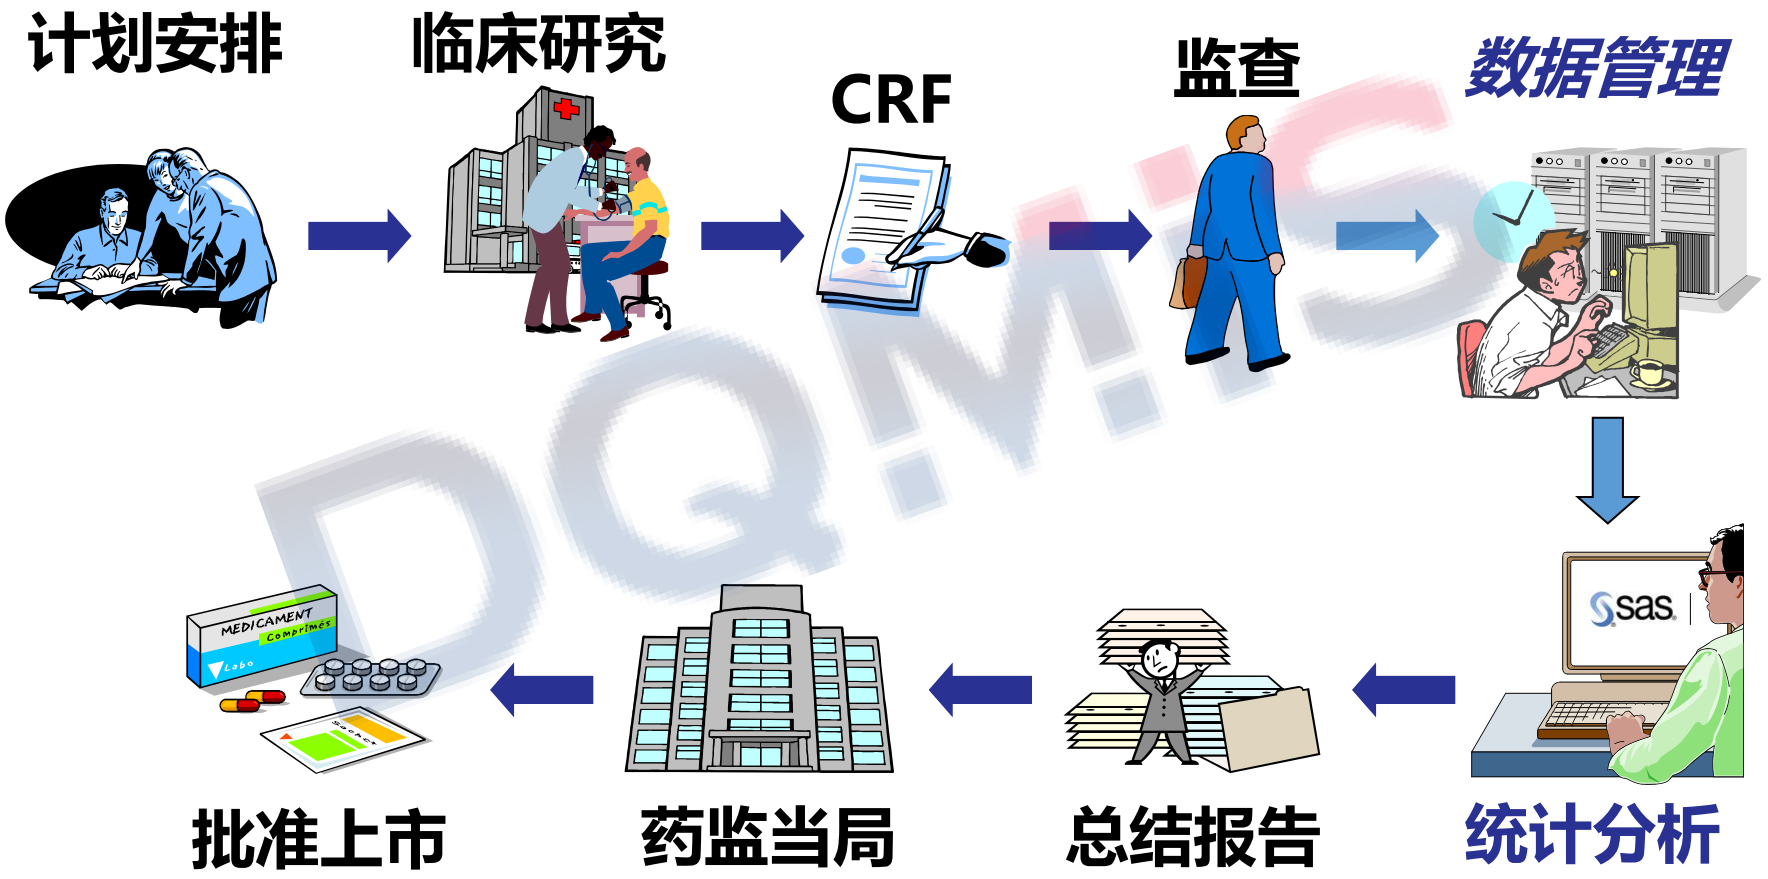 计划安排
临床研究
CRF
监查
数据管理
DQMiS
MEDICAMENT
Comprimés
Labo
Sachet
sas
批准上市
药监当局
总结报告
统计分析